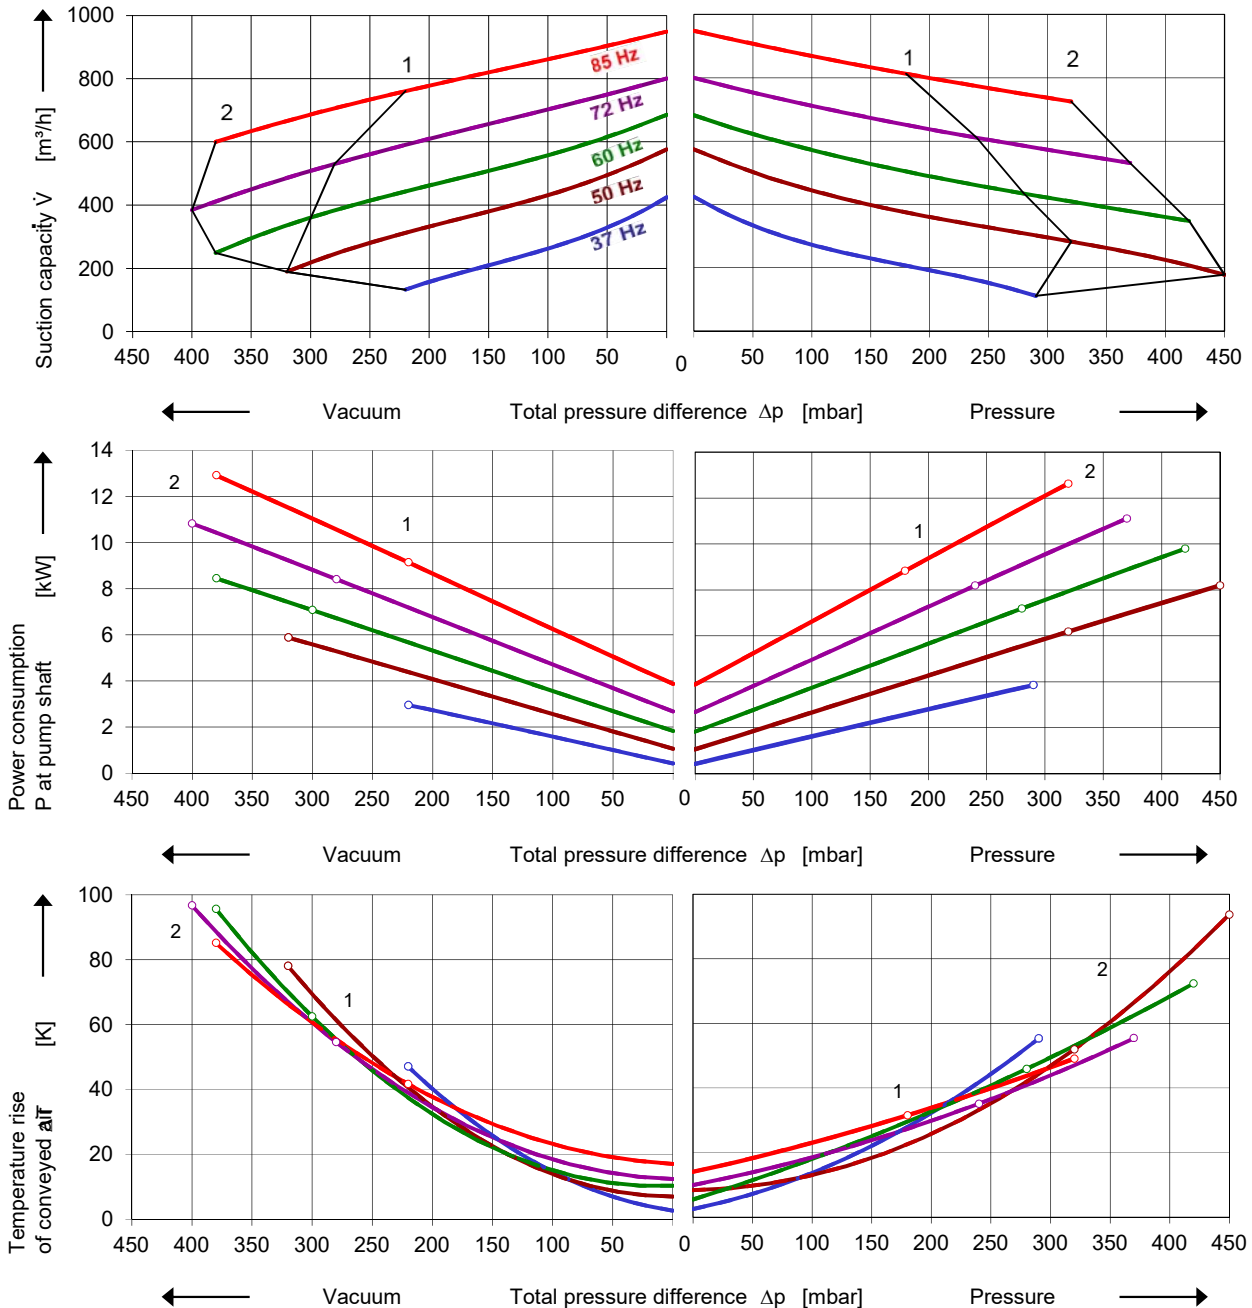 Suction capacity V̇ [m³/h]
1000
800
600
400
200
0
2
1
85 Hz
72 Hz
60 Hz
50 Hz
37 Hz
1
2
450 400 350 300 250 200 150 100 50 0 50 100 150 200 250 300 350 400 450
Vacuum Total pressure difference Δp [mbar] Pressure
Power consumption
P at pump shaft [kW]
14
12
10
8
6
4
2
0
2
1
1
2
450 400 350 300 250 200 150 100 50 0 50 100 150 200 250 300 350 400 450
Vacuum Total pressure difference Δp [mbar] Pressure
Temperature rise
of conveyed air [K]
100
80
60
40
20
0
2
1
1
2
450 400 350 300 250 200 150 100 50 0 50 100 150 200 250 300 350 400 450
Vacuum Total pressure difference Δp [mbar] Pressure